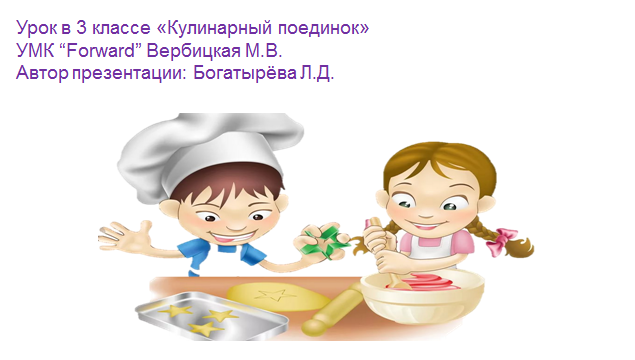 Урок в 3 классе «Кулинарный поединок»
УМК “Forward” Вербицкая М.В.
Автор презентации: Богатырёва Л.Д.